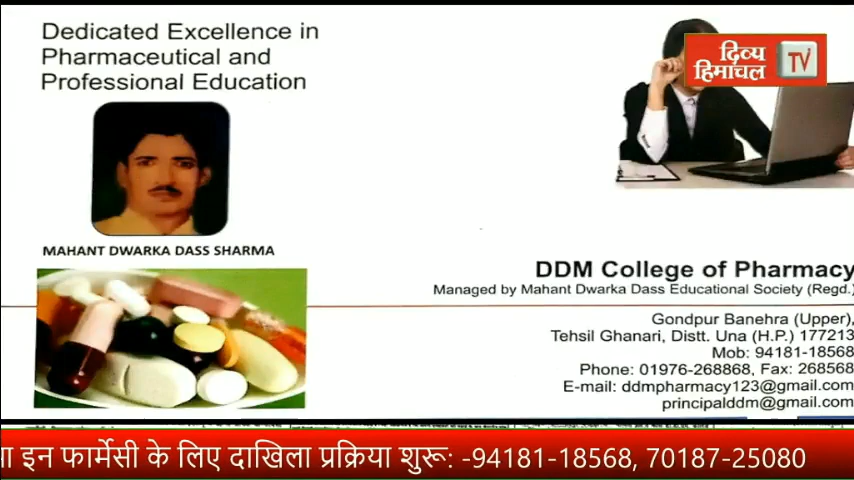 Dedicated Excellence in
Pharmaceutical and
Professional Education
दिव्य
हिमाचल
TV
MAHANT DWARKA DASS SHARMA
DDM College of Pharmacy
Managed by Mahant Dwarka Dass Educational Society (Regd.)
Gondpur Banehra (Upper),
Tehsil Ghanari, Distt. Una (H.P.) 177213
Mob: 94181-18568
Phone: 01976-268868, Fax: 268568
E-mail: ddmpharmacy123@gmail.com
principalddm@gmail.com
इन फार्मेसी के लिए दाखिला प्रक्रिया शुरू: -94181-18568, 70187-25080